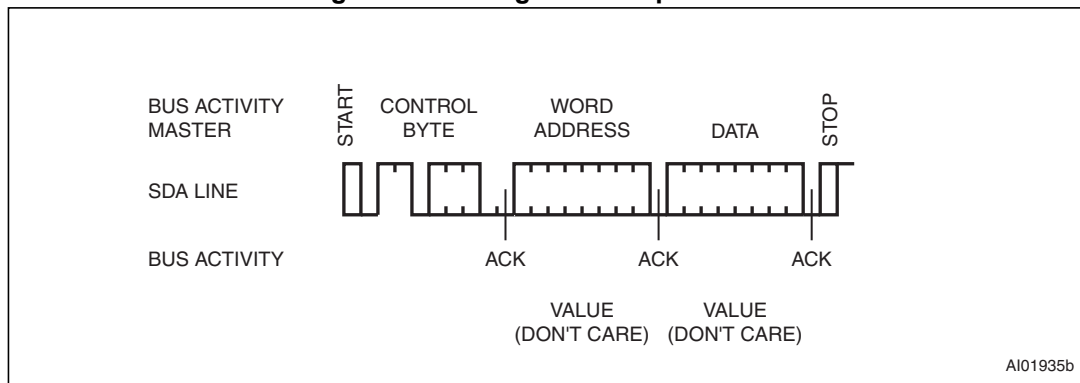 BUS ACTIVITY
MASTER
START
CONTROL
BYTE
WORD
ADDRESS
DATA
STOP
SDA LINE
BUS ACTIVITY
ACK
ACK
ACK
VALUE
(DON'T CARE)
VALUE
(DON'T CARE)
AI01935b